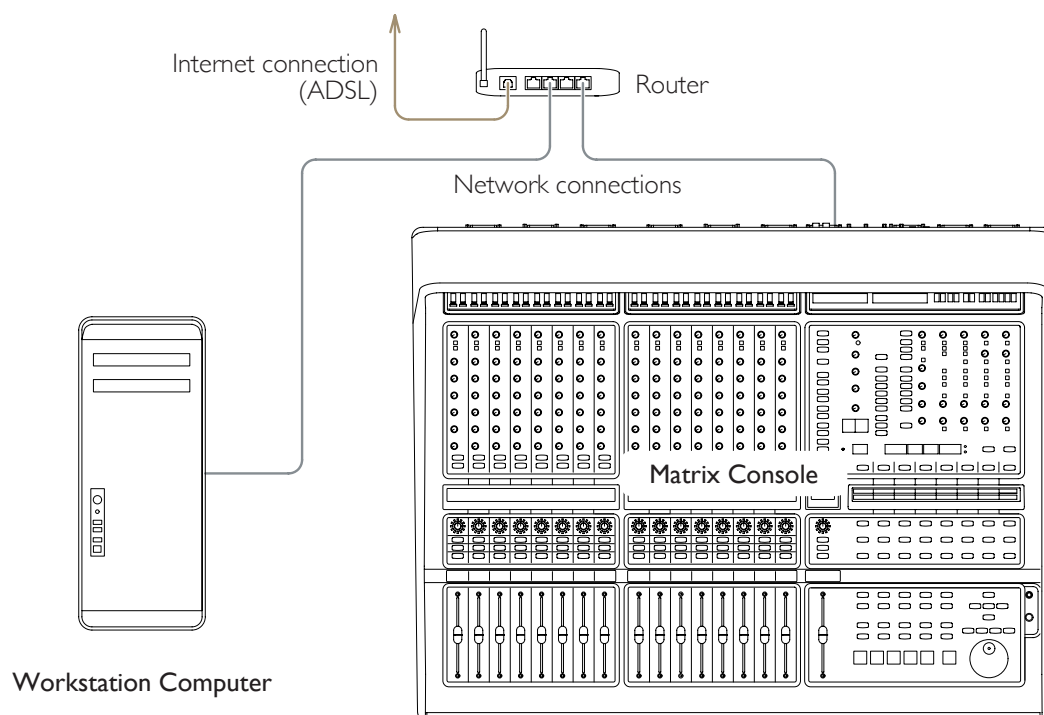 Internet connection
(ADSL)
Router
Network connections
Matrix Console
Workstation Computer